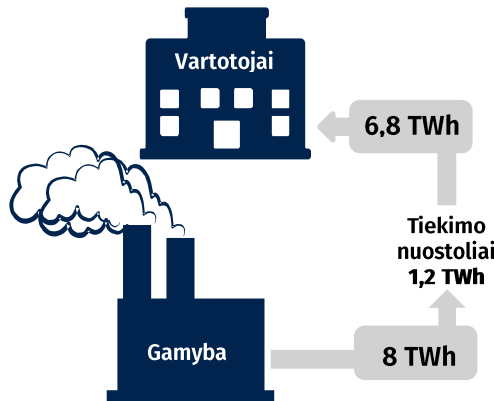 Vartotojai
6,8 TWh
Tiekimo
nuostoliai
1,2 TWh
Gamyba
8 TWh